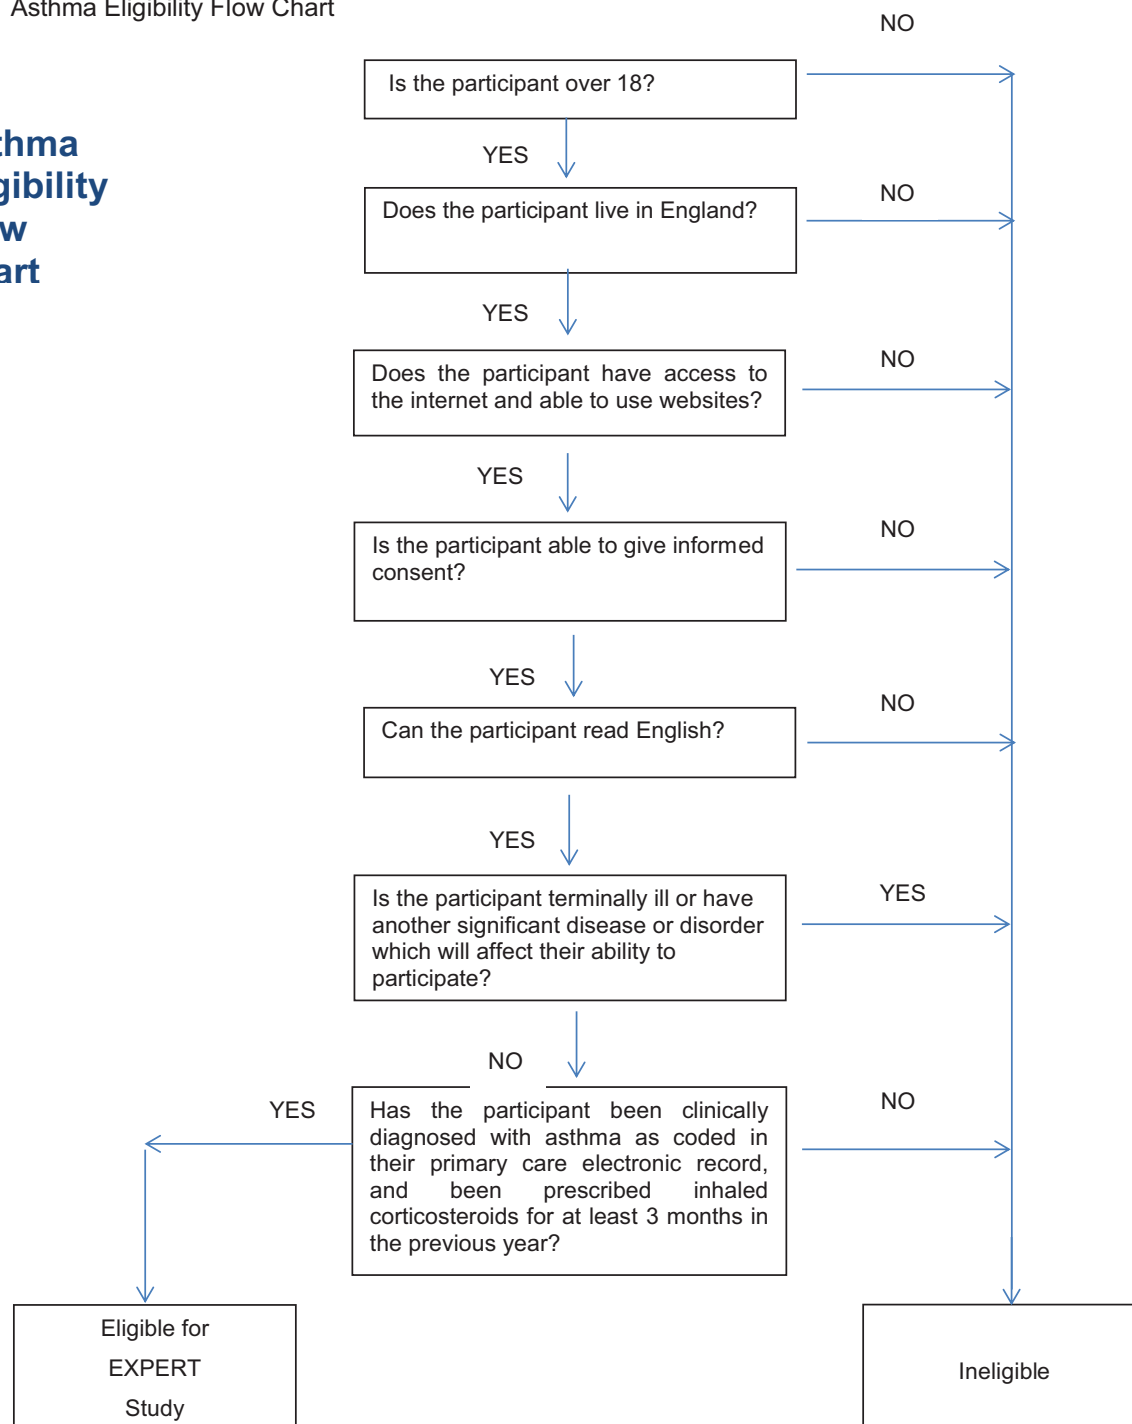 Asthma Eligibility Flow Chart
NO
Is the participant over 18?
thma
gibility
w
art
YES
NO
Does the participant live in England?
YES
NO
Does the participant have access to
the internet and able to use websites?
YES
NO
Is the participant able to give informed
consent?
YES
NO
Can the participant read English?
YES
YES
Is the participant terminally ill or have
another significant disease or disorder
which will affect their ability to
participate?
NO
YES
NO
Has the participant been clinically
diagnosed with asthma as coded in
their primary care electronic record,
and been prescribed inhaled
corticosteroids for at least 3 months in
the previous year?
Eligible for
EXPERT
Study
Ineligible